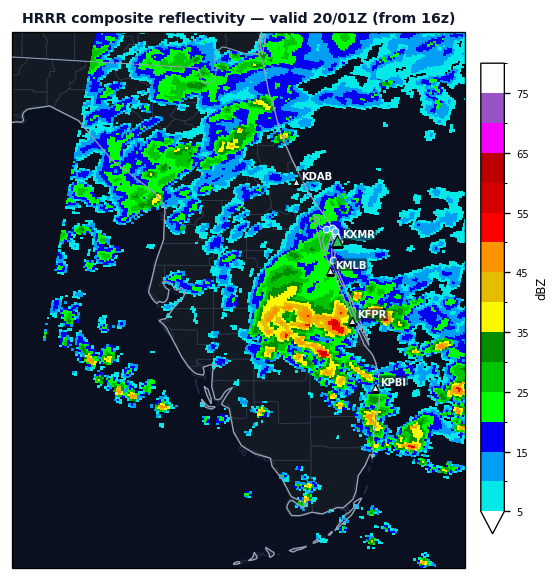 HRRR composite reflectivity — valid 20/01Z (from 16z)
KDAB
KXMR
KMLB
KFPR
KPBI
75
65
55
45
35
25
15
5
dBZ